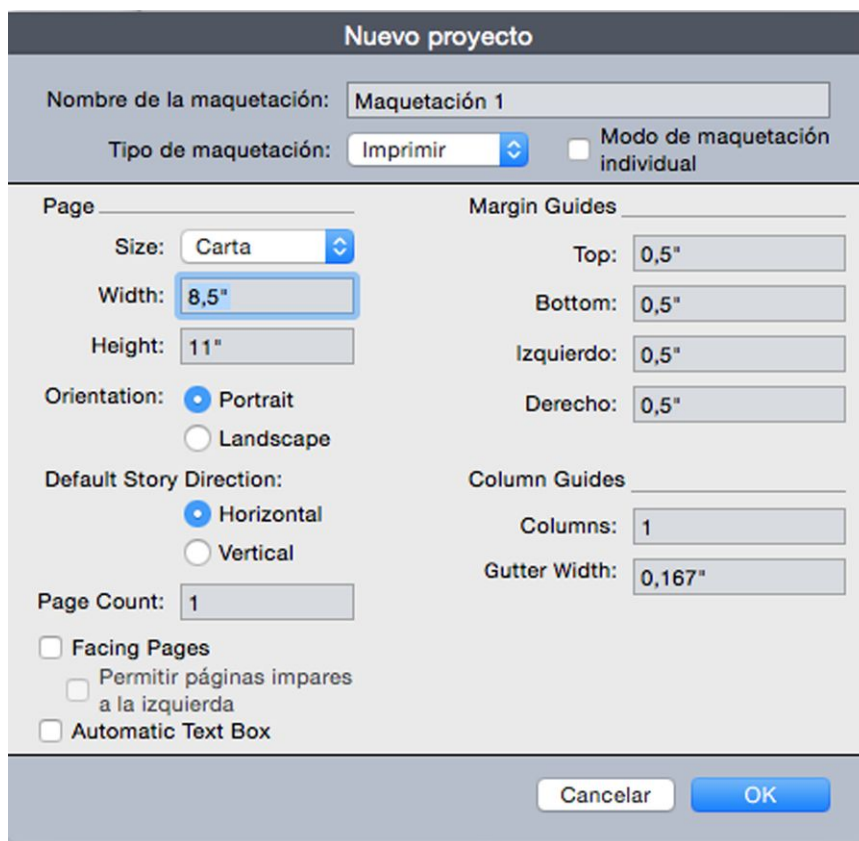 Nuevo proyecto
Nombre de la maquetación: Maquetación 1
Tipo de maquetación: Imprimir
Modo de maquetación
individual
Page
Size: Carta
Width: 8,5"
Height: 11"
Orientation: Portrait
Landscape
Default Story Direction:
Horizontal
Vertical
Page Count: 1
Facing Pages
Permitir páginas impares
a la izquierda
Automatic Text Box
Margin Guides
Top: 0,5"
Bottom: 0,5"
Izquierdo: 0,5"
Derecho: 0,5"
Column Guides
Columns: 1
Gutter Width: 0,167"
Cancelar
OK